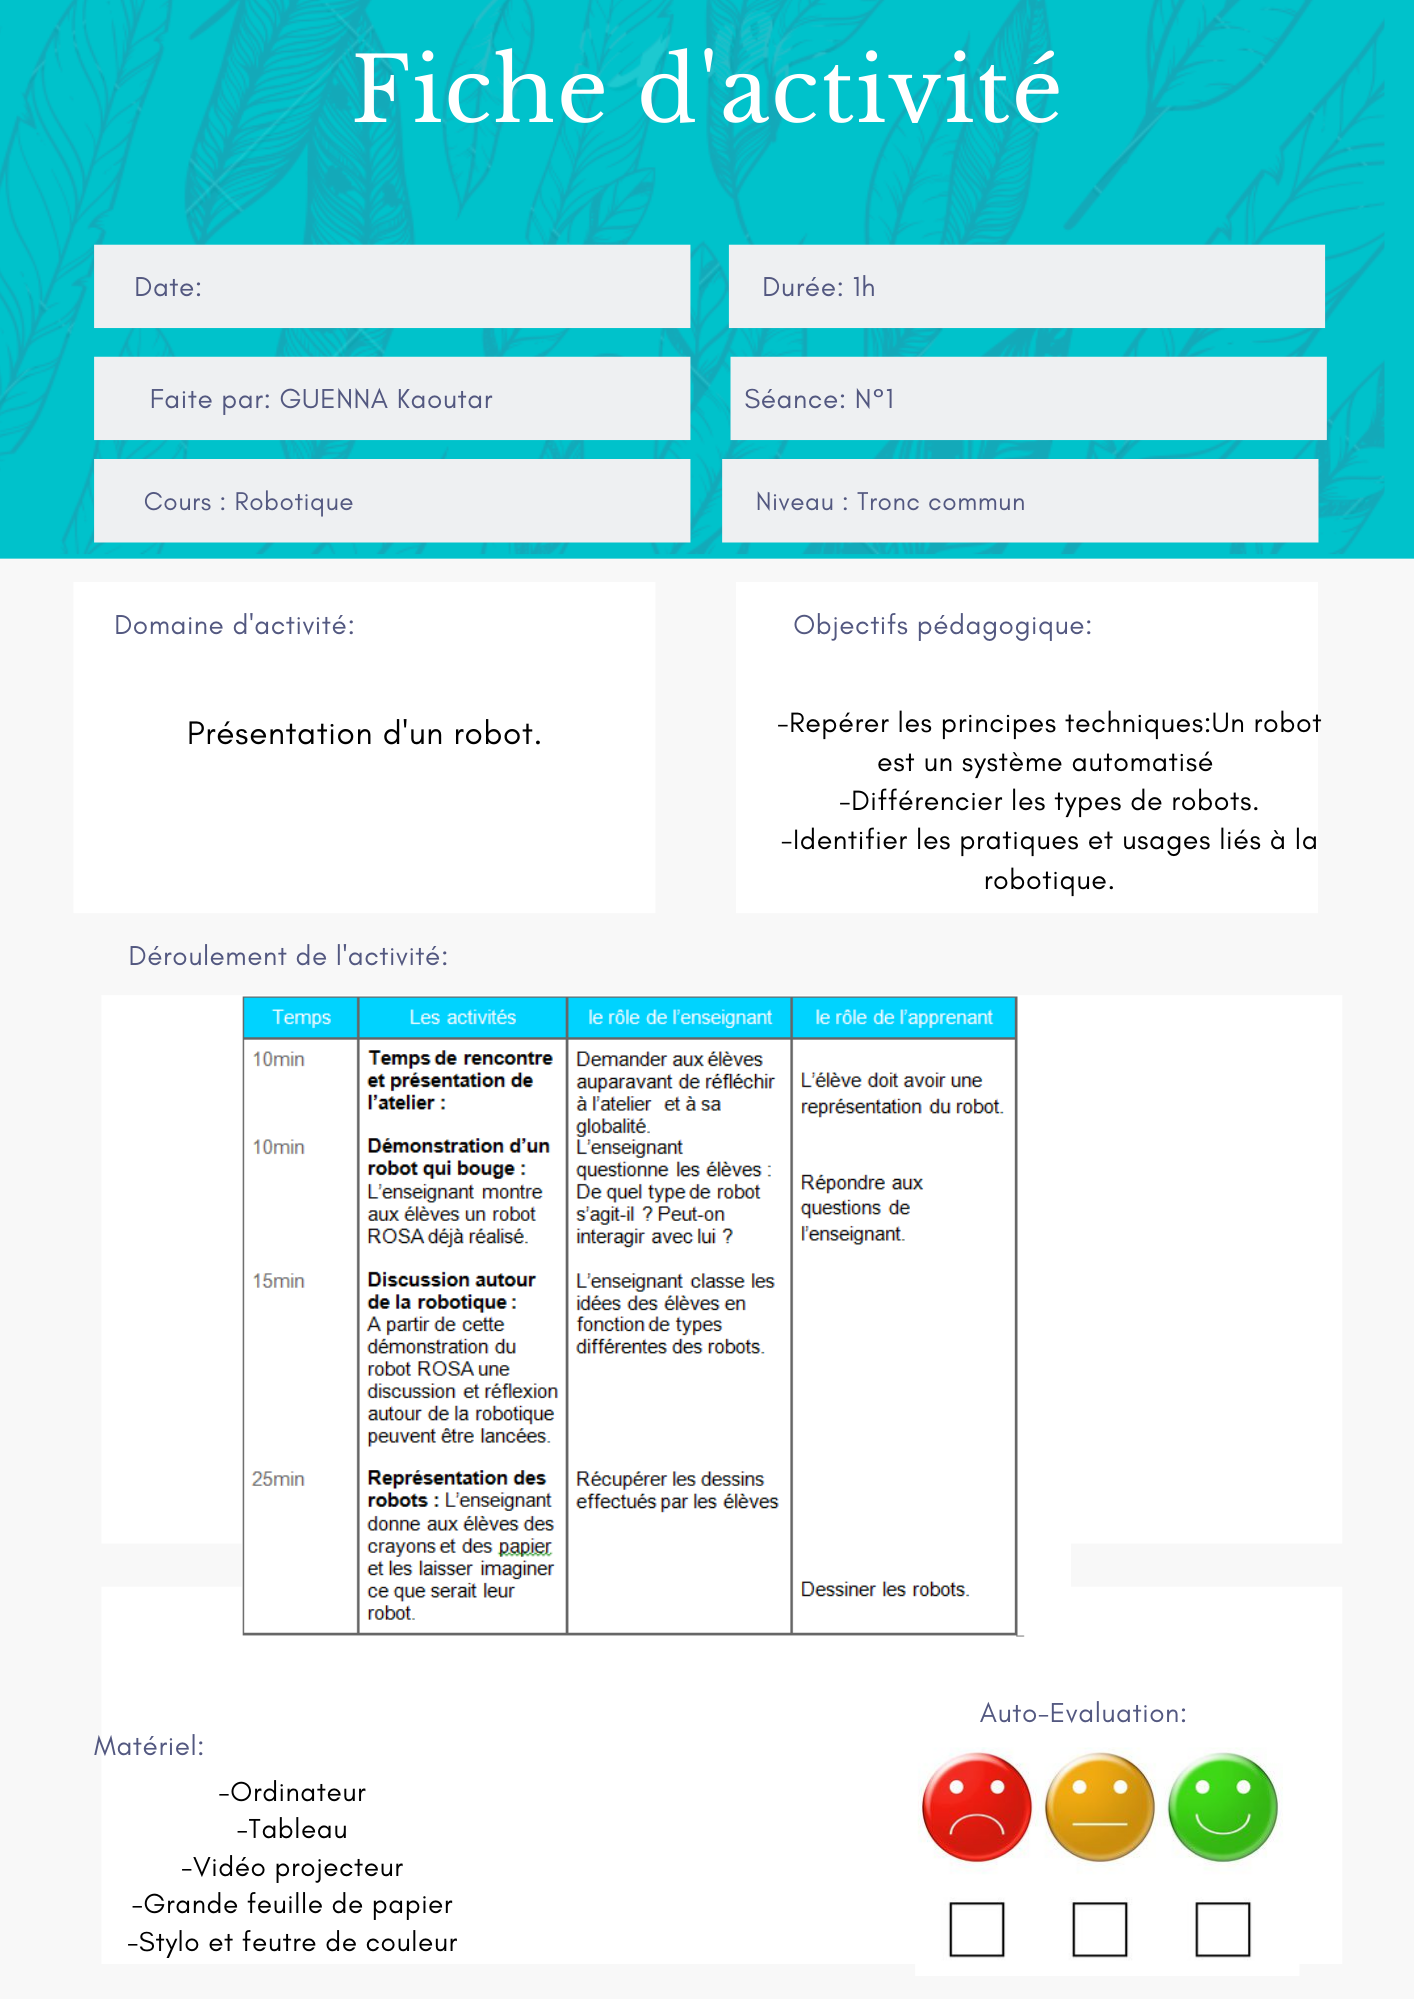 Fiche d'activité
Date:
Durée: 1h
Faite par: GUENNA Kaoutar
Séance: N°1
Cours : Robotique
Niveau : Tronc commun
Domaine d'activité:
Présentation d'un robot.
Objectifs pédagogique:
-Repérer les principes techniques:Un robot
est un système automatisé
-Différencier les types de robots.
-Identifier les pratiques et usages liés à la
robotique.
Déroulement de l'activité:
Temps
Les activités
le rôle de l'enseignant
le rôle de l'apprenant
10min
Temps de rencontre
et présentation de
l'atelier :
Demander aux élèves
auparavant de réfléchir
à l'atelier et à sa
globalité.
L'élève doit avoir une
représentation du robot.
10min
Démonstration d'un
robot qui bouge :
L'enseignant montre
aux élèves un robot
ROSA déjà réalisé.
L'enseignant
questionne les élèves :
De quel type de robot
s'agit-il ? Peut-on
interagir avec lui ?
Répondre aux
questions de
l'enseignant.
15min
Discussion autour
de la robotique :
A partir de cette
démonstration du
robot ROSA une
discussion et réflexion
autour de la robotique
peuvent être lancées.
L'enseignant classe les
idées des élèves en
fonction de types
différentes des robots.
25min
Représentation des
robots : L'enseignant
donne aux élèves des
crayons et des papier
et les laisser imaginer
ce que serait leur
robot.
Récupérer les dessins
effectués par les élèves
Dessiner les robots.
Matériel:
-Ordinateur
-Tableau
-Vidéo projecteur
-Grande feuille de papier
-Stylo et feutre de couleur
Auto-Evaluation: